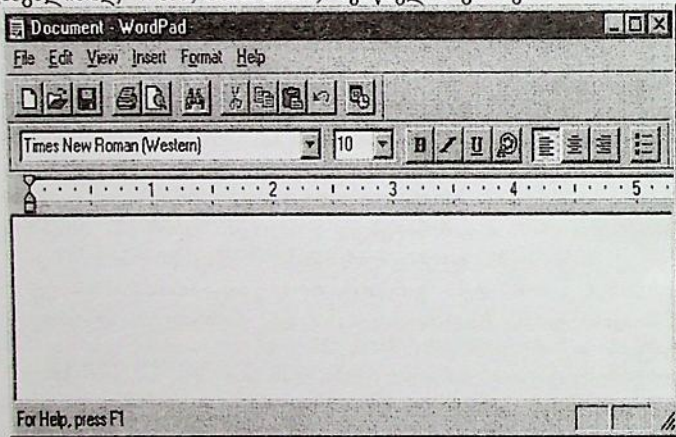 Document - WordPad
File Edit View Insert Format Help
Times New Roman (Western) 10 B I U
1 2 3 4 5
For Help, press F1